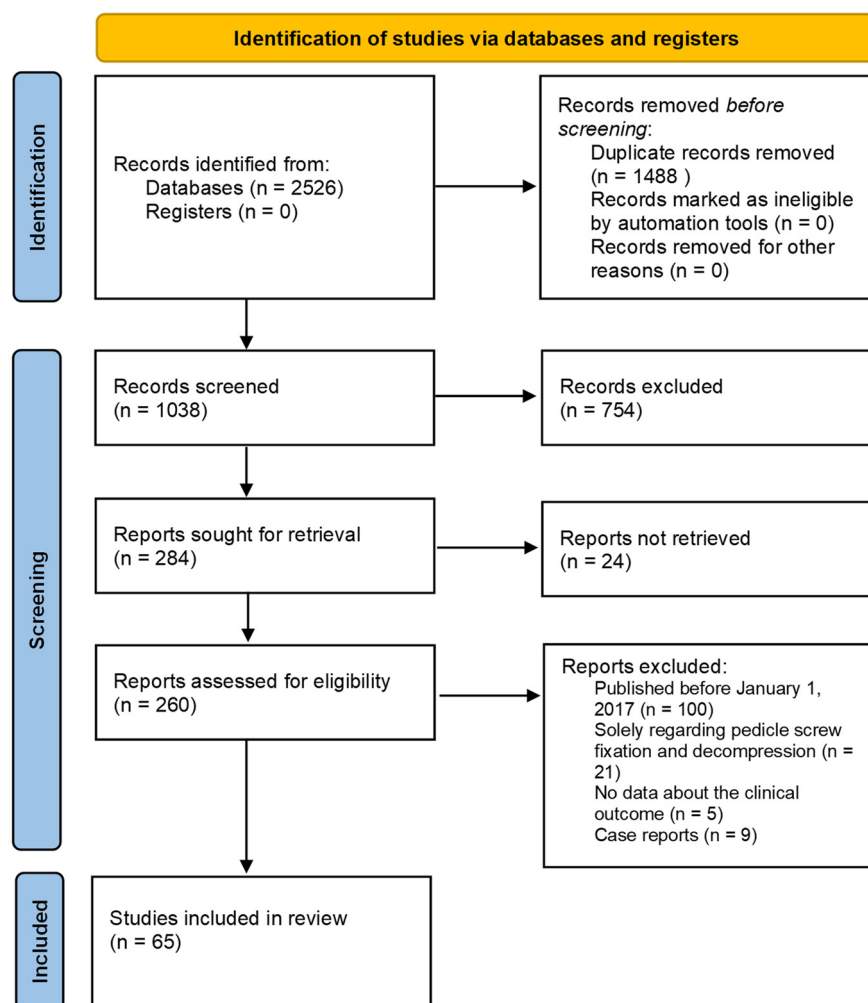 Identification of studies via databases and registers
Identification
Records identified from:
Databases (n = 2526)
Registers (n = 0)
Records removed before
screening:
Duplicate records removed
(n = 1488 )
Records marked as ineligible
by automation tools (n = 0)
Records removed for other
reasons (n = 0)
Screening
Records screened
(n = 1038)
Records excluded
(n = 754)
Reports sought for retrieval
(n = 284)
Reports not retrieved
(n = 24)
Reports assessed for eligibility
(n = 260)
Reports excluded:
Published before January 1,
2017 (n = 100)
Solely regarding pedicle screw
fixation and decompression (n =
21)
No data about the clinical
outcome (n = 5)
Case reports (n = 9)
Included
Studies included in review
(n = 65)